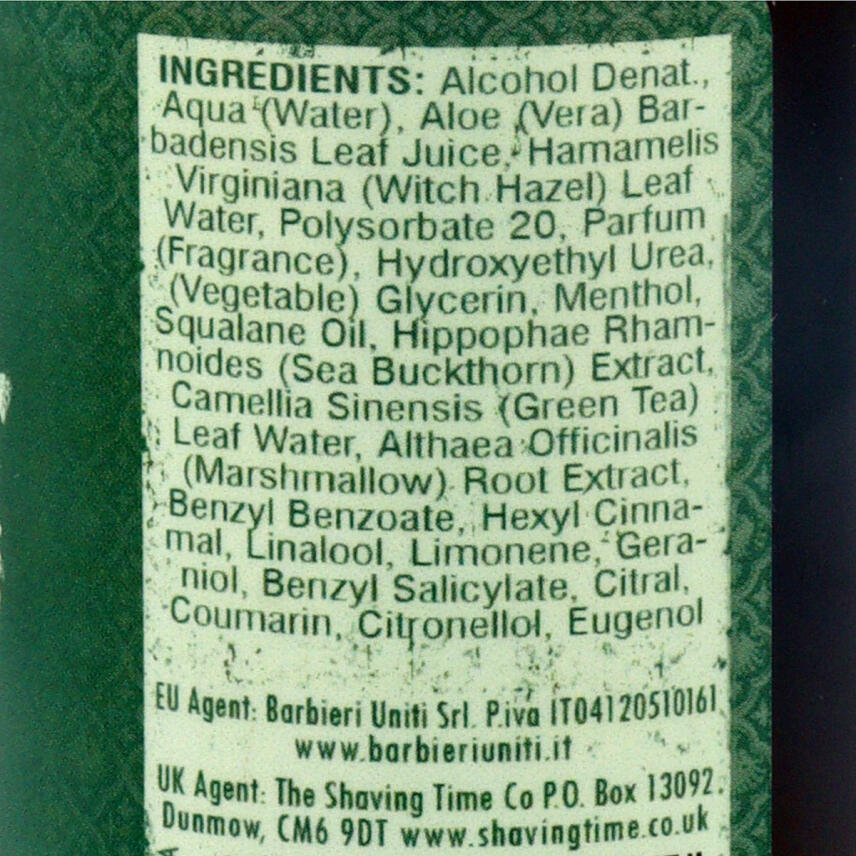 INGREDIENTS: Alcohol Denat.,
Aqua (Water), Aloe (Vera) Bar-
badensis Leaf Juice, Hamamelis
Virginiana (Witch Hazel) Leaf
Water, Polysorbate 20, Parfum
(Fragrance), Hydroxyethyl Urea,
(Vegetable) Glycerin, Menthol,
Squalane Oil, Hippophae Rham-
noides (Sea Buckthorn) Extract,
Camellia Sinensis (Green Tea)
Leaf Water, Althaea Officinalis
(Marshmallow) Root Extract,
Benzyl Benzoate, Hexyl Cinna-
mal, Linalool, Limonene, Gera-
niol, Benzyl Salicylate, Citral,
Coumarin, Citronellol, Eugenol
EU Agent: Barbieri Uniti Srl. P.iva IT04120510161
www.barbieriuniti.it
UK Agent: The Shaving Time Co P.O. Box 13092.
Dunmow, CM6 9DT www.shavingtime.co.uk